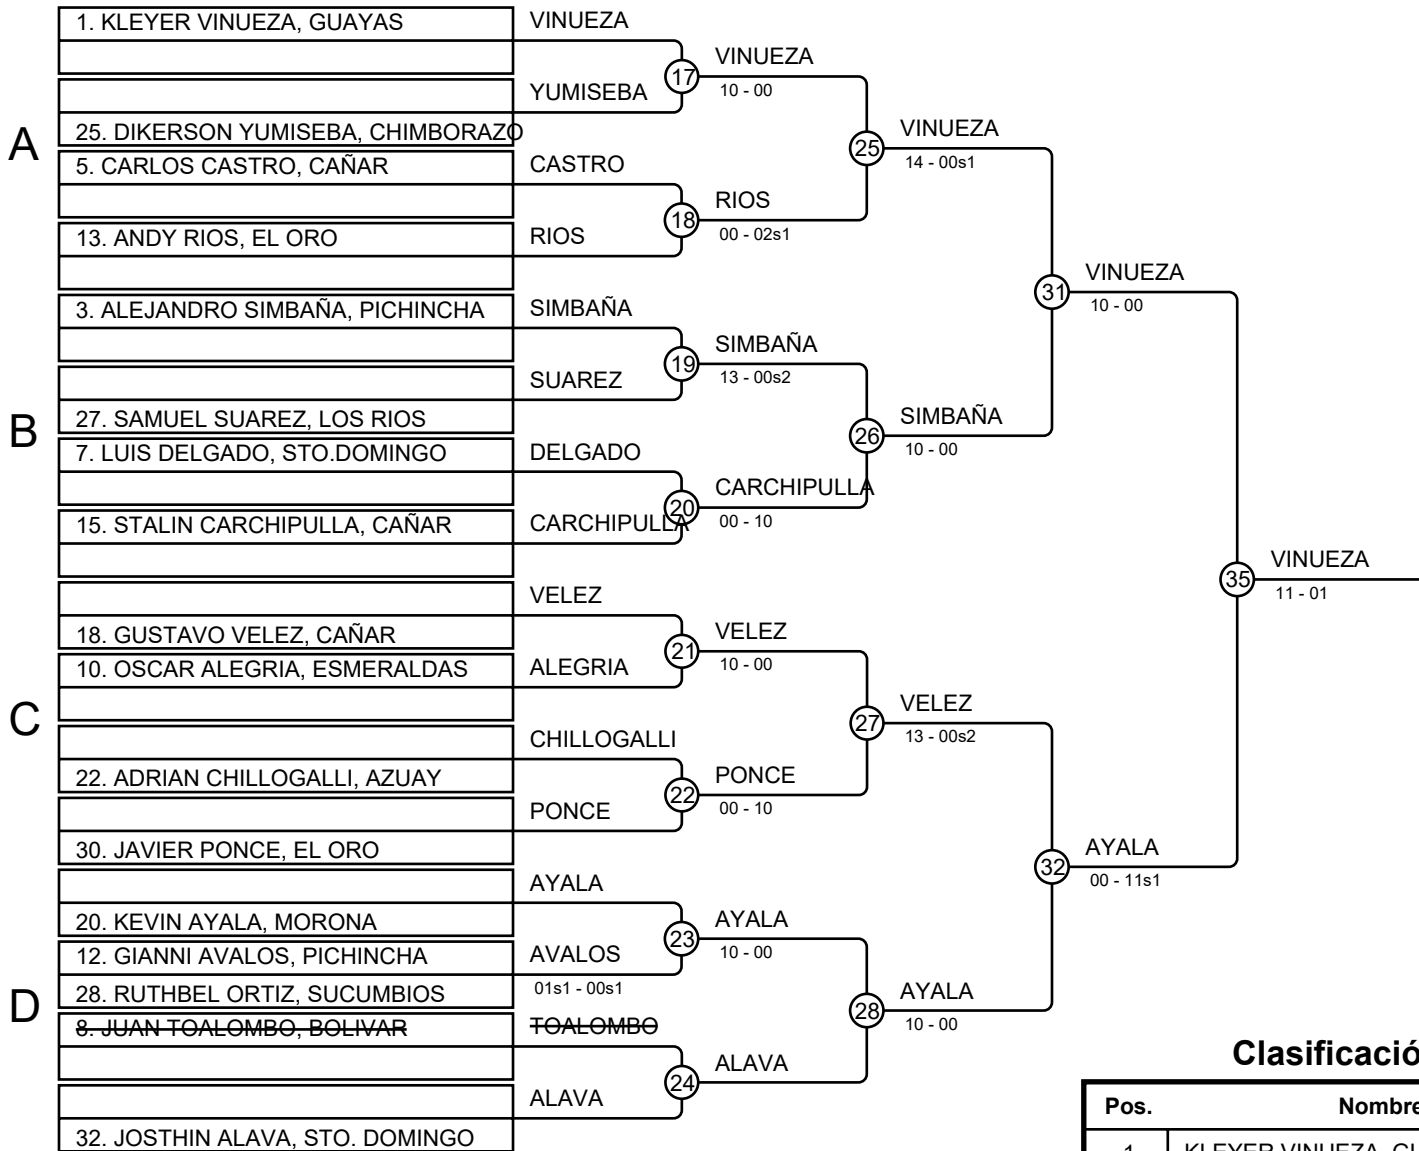 A
1. KLEYER VINUEZA, GUAYAS
25. DIKERSON YUMISEBA, CHIMBORAZO
5. CARLOS CASTRO, CAÑAR
13. ANDY RIOS, EL ORO
B
3. ALEJANDRO SIMBAÑA, PICHINCHA
27. SAMUEL SUAREZ, LOS RIOS
7. LUIS DELGADO, STO.DOMINGO
15. STALIN CARCHIPULLA, CAÑAR
C
18. GUSTAVO VELEZ, CAÑAR
10. OSCAR ALEGRIA, ESMERALDAS
22. ADRIAN CHILLOGALLI, AZUAY
30. JAVIER PONCE, EL ORO
D
20. KEVIN AYALA, MORONA
12. GIANNI AVALOS, PICHINCHA
28. RUTHBEL ORTIZ, SUCUMBIOS
8. JUAN TOALOMBO, BOLIVAR
32. JOSTHIN ALAVA, STO. DOMINGO
VINUEZA
YUMISEBA
CASTRO
RIOS
SIMBAÑA
SUAREZ
DELGADO
CARCHIPULLA
VELEZ
ALEGRIA
CHILLOGALLI
PONCE
AYALA
AVALOS
01s1 - 00s1
TOALOMBO
ALAVA
17
VINUEZA
10 - 00
18
RIOS
00 - 02s1
19
SIMBAÑA
13 - 00s2
20
CARCHIPULLA
00 - 10
21
VELEZ
10 - 00
22
PONCE
00 - 10
23
AYALA
10 - 00
24
ALAVA
25
VINUEZA
14 - 00s1
26
SIMBAÑA
10 - 00
27
VELEZ
13 - 00s2
28
AYALA
10 - 00
31
VINUEZA
10 - 00
32
AYALA
00 - 11s1
35
VINUEZA
11 - 01
Clasificació
Pos. Nombre
1 KLEYER VINUEZA, GU